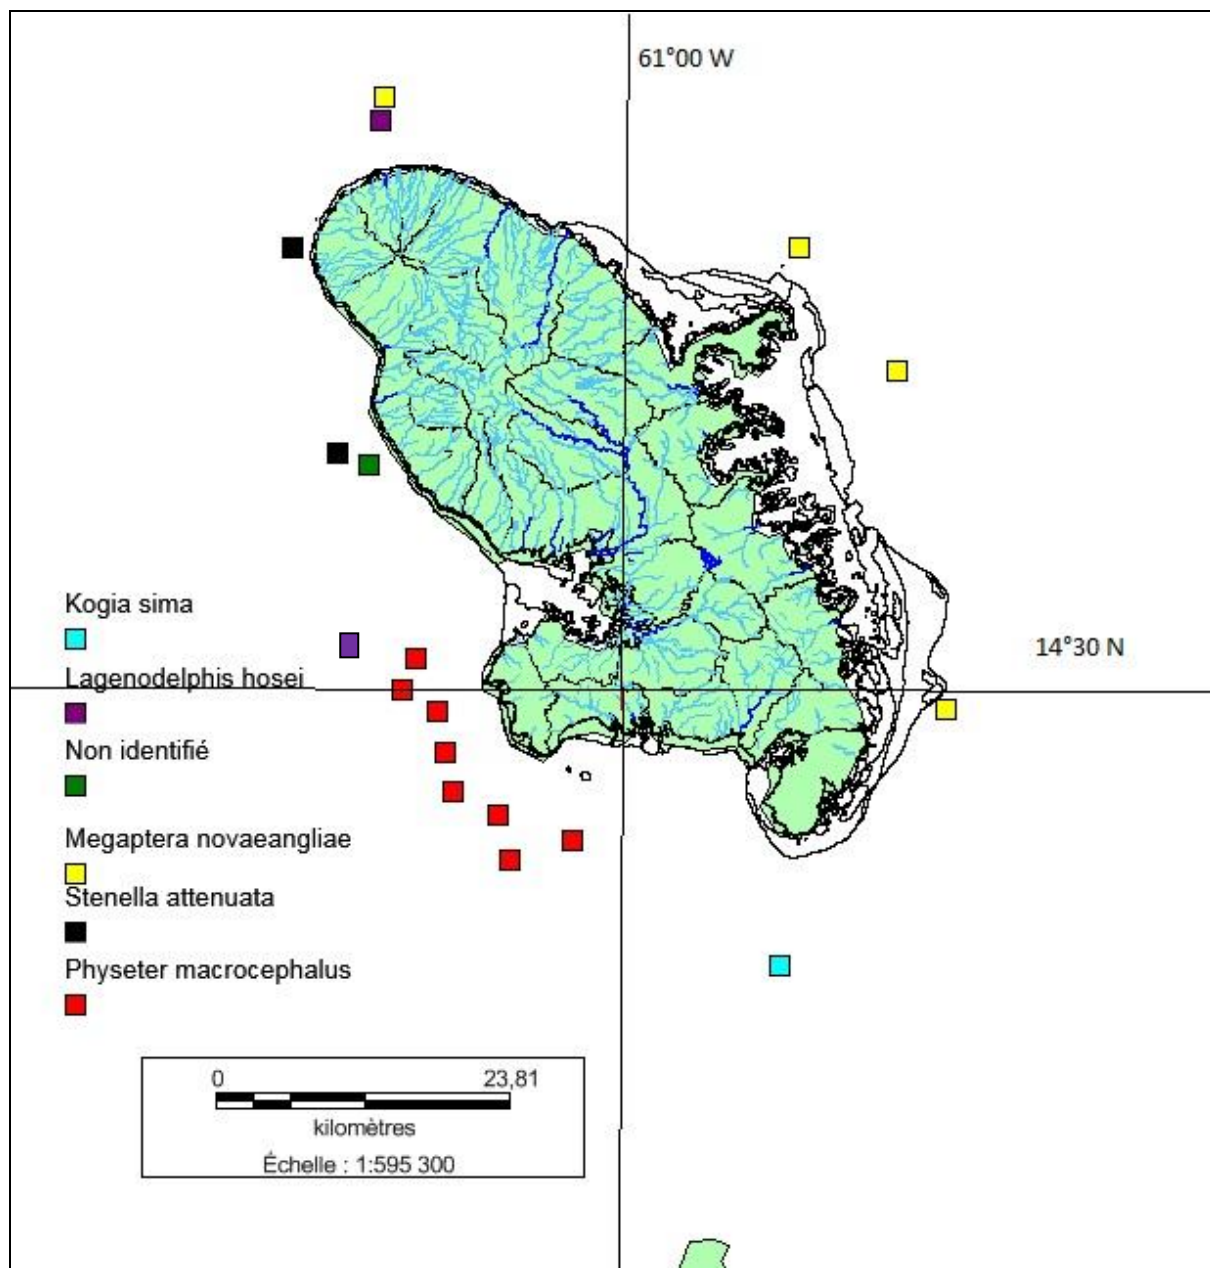 61°00 W
Kogia sima
14°30 N
Lagenodelphis hosei
Non identifié
Megaptera novaeangliae
Stenella attenuata
Physeter macrocephalus
0 23,81
kilomètres
Échelle : 1:595 300